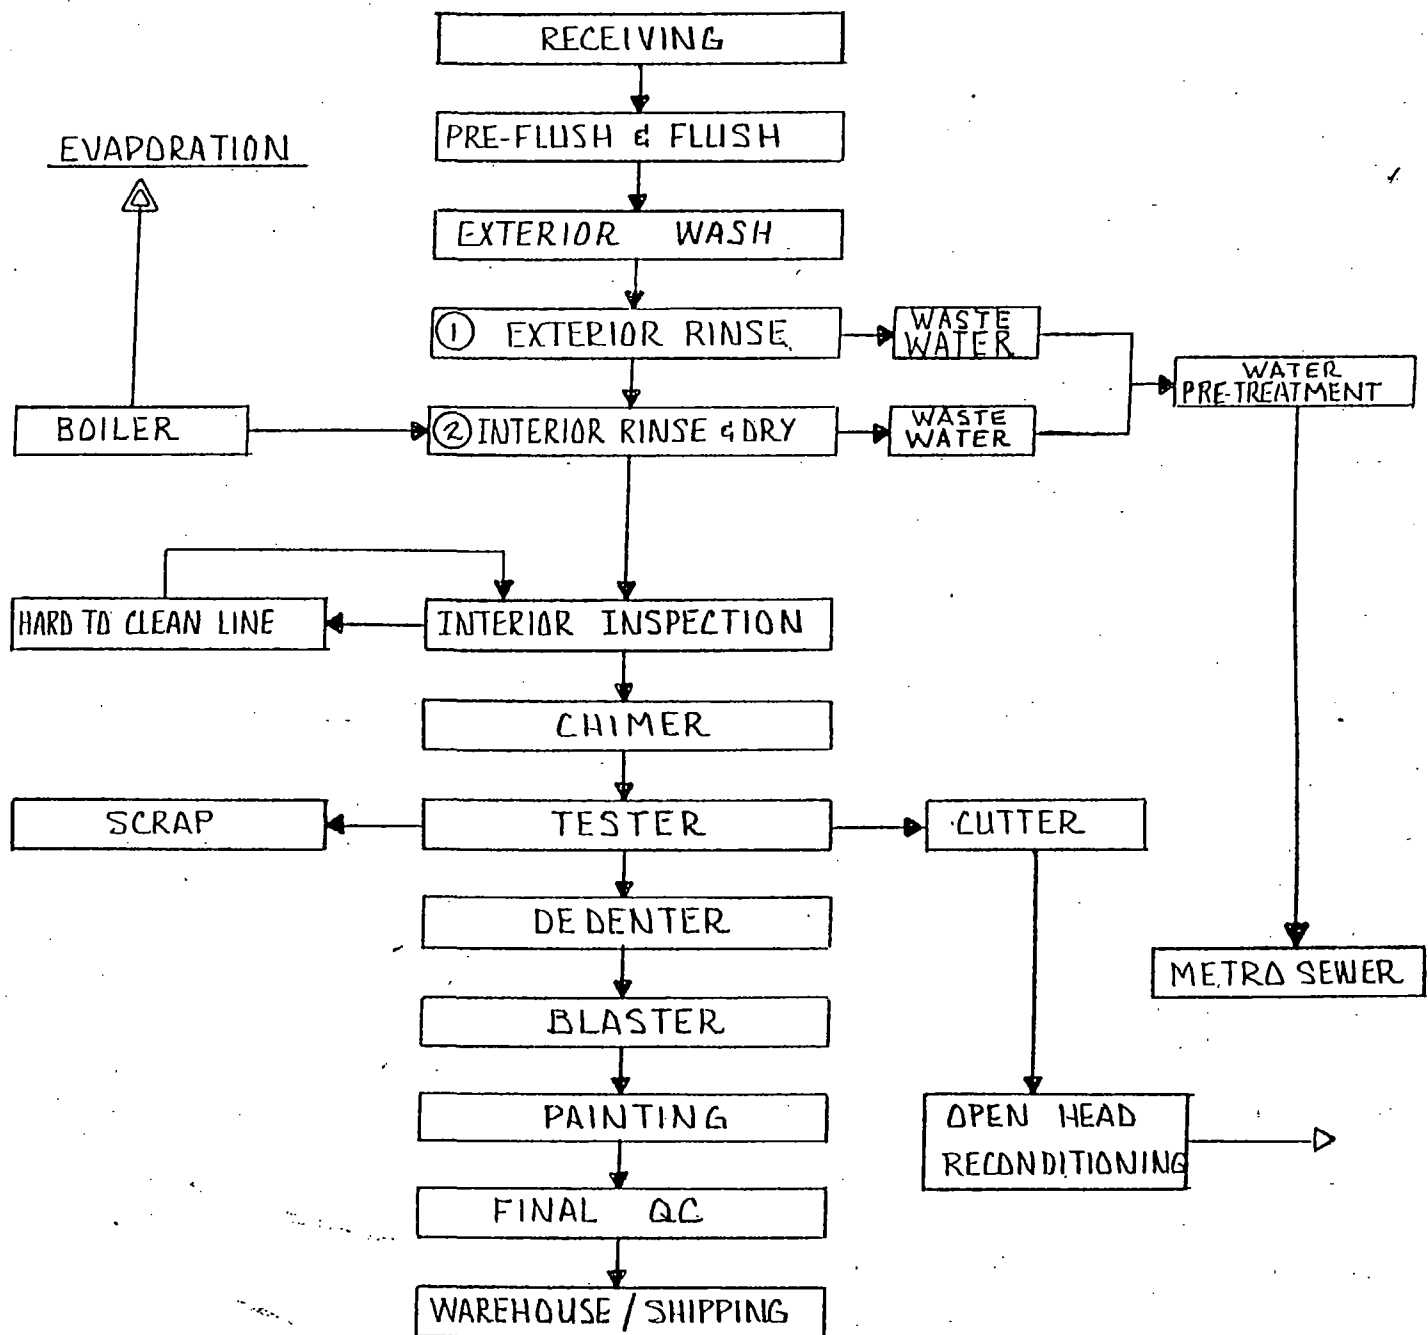 RECEIVING
PRE-FLUSH & FLUSH
EVAPORATION
EXTERIOR WASH
① EXTERIOR RINSE
WASTE
WATER
WATER
PRE-TREATMENT
BOILER
② INTERIOR RINSE & DRY
WASTE
WATER
HARD TO CLEAN LINE
INTERIOR INSPECTION
CHIMER
SCRAP
TESTER
CUTTER
DEDENTER
METRO SEWER
BLASTER
PAINTING
OPEN HEAD
RECONDITIONING
FINAL QC
WAREHOUSE / SHIPPING